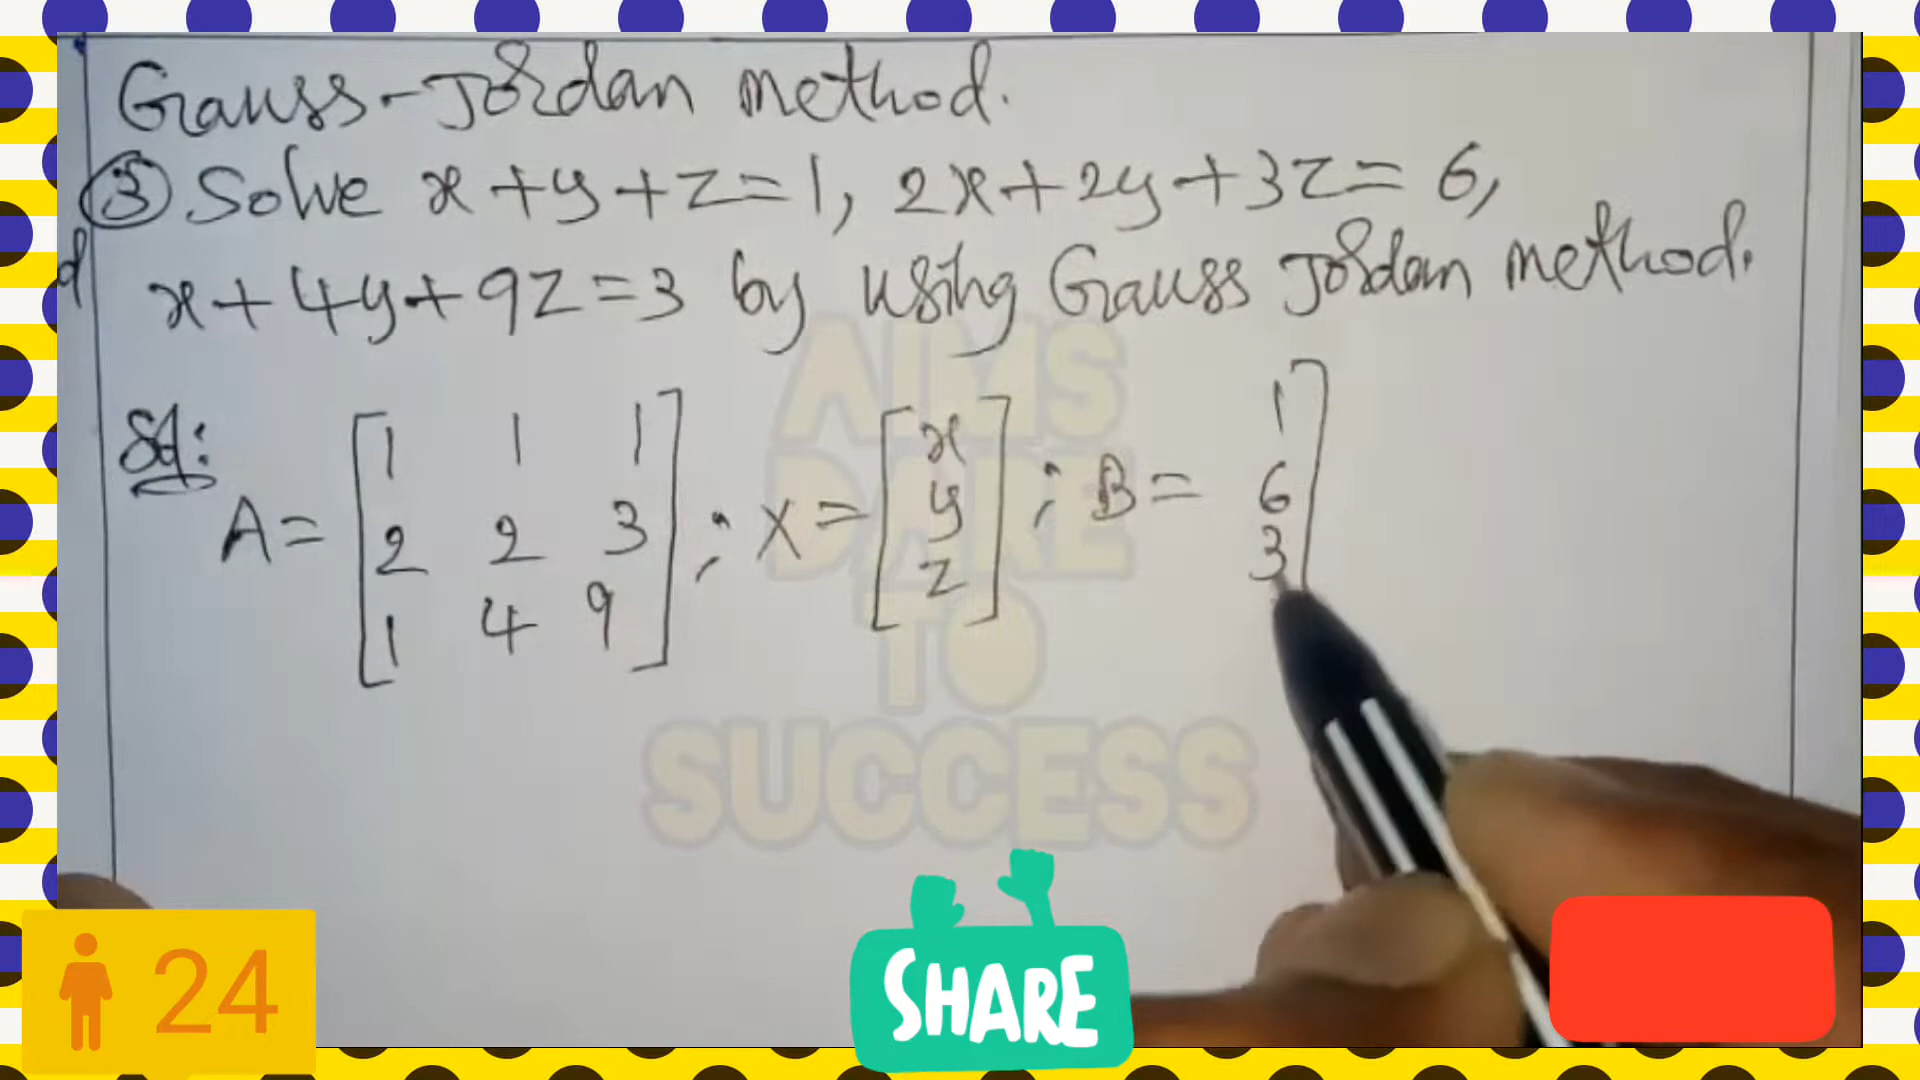 Gauss-Jordan method.
③ Solve x+y+z=1, 2x+2y+3z=6,
d
x+4y+9z=3 by using Gauss Jordan method.
Sol:
A= [1 1 1
2 2 3
1 4 9] ; X= [x
y
z] ; B= 1
6
3]
AIMS
DARE
TO
SUCCESS
24
SHARE